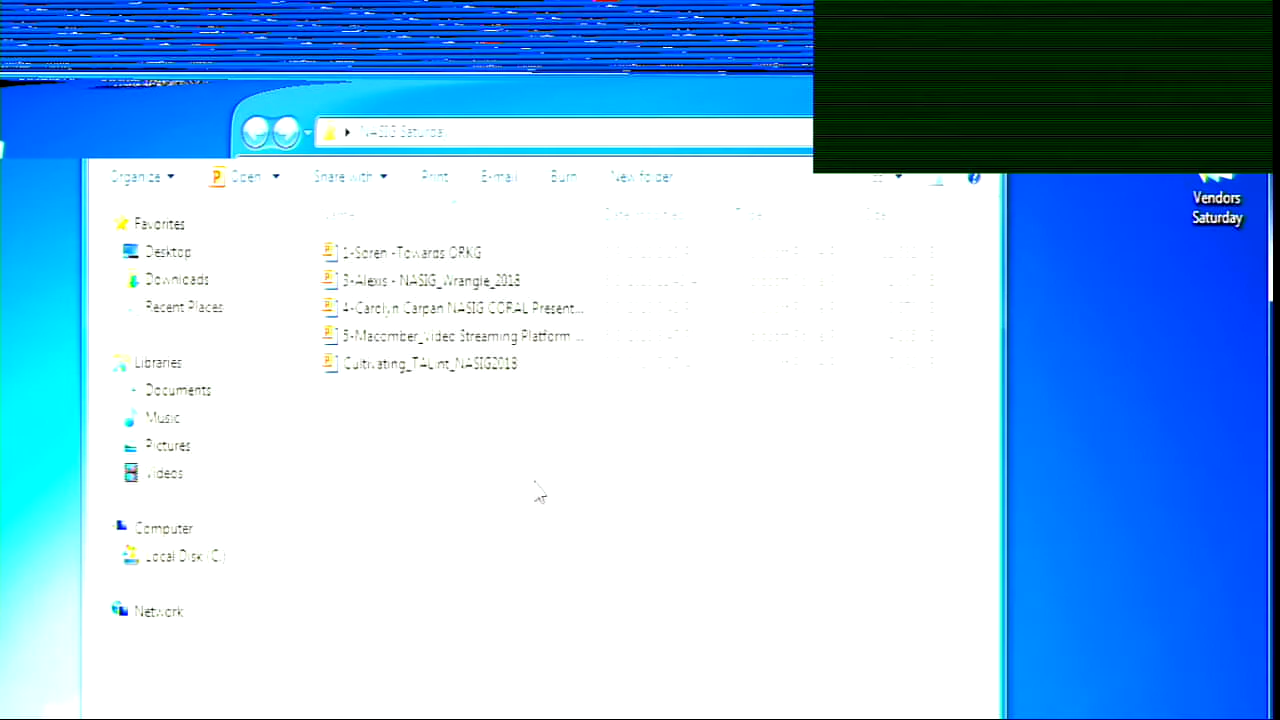 NASIG Saturday
Organize Open Share with Print E-mail Burn New folder
Vendors
Saturday
Favorites
Desktop
Downloads
Recent Places
Libraries
Documents
Music
Pictures
Videos
Computer
Local Disk (C:)
Network
1-Soren -Towards ORKG
3-Alexis - NASIG_Wrangle_2018
4-Carolyn Carpan NASIG CORAL Present...
5-Macomber_Video Streaming Platform ...
Cultivating_TALint_NASIG2018